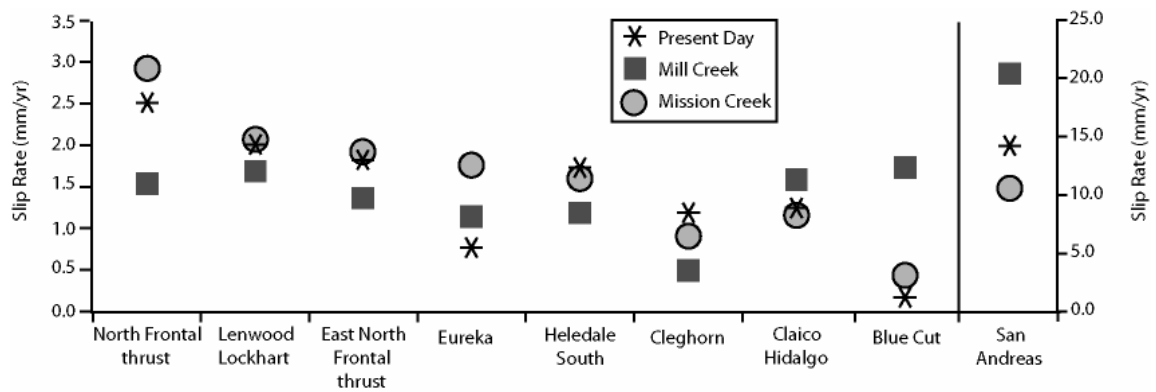 3.5
3.0
2.5
2.0
1.5
1.0
0.5
0.0
Slip Rate (mm/yr)
Present Day
Mill Creek
Mission Creek
25.0
20.0
15.0
10.0
5.0
0.0
Slip Rate (mm/yr)
North Frontal
thrust
Lenwood
Lockhart
East North
Frontal
thrust
Eureka
Heledale
South
Cleghorn
Claico
Hidalgo
Blue Cut
San
Andreas